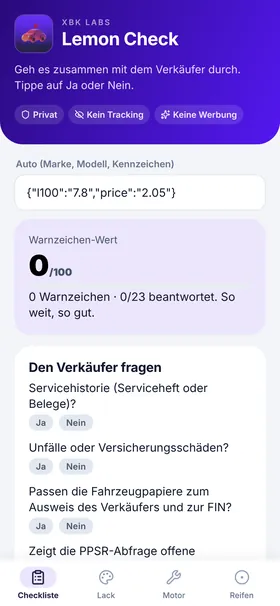 XBK LABS
Lemon Check
Geh es zusammen mit dem Verkäufer durch.
Tippe auf Ja oder Nein.
Privat
Kein Tracking
Keine Werbung
Auto (Marke, Modell, Kennzeichen)
{"l100":"7.8","price":"2.05"}
Warnzeichen-Wert
0/100
0 Warnzeichen · 0/23 beantwortet. So
weit, so gut.
Den Verkäufer fragen
Servicehistorie (Serviceheft oder
Belege)?
Ja Nein
Unfälle oder Versicherungsschäden?
Ja Nein
Passen die Fahrzeugpapiere zum
Ausweis des Verkäufers und zur FIN?
Ja Nein
Zeigt die PPSR-Abfrage offene
Checkliste Lack Motor Reifen